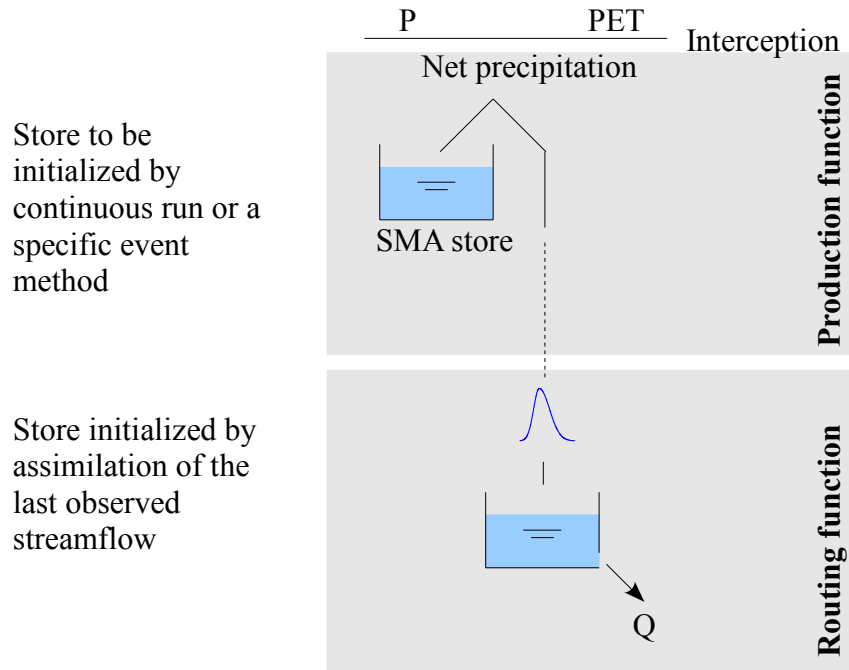 P PET
Interception
Net precipitation
Store to be
initialized by
continuous run or a
specific event
method
SMA store
Production function
Store initialized by
assimilation of the
last observed
streamflow
Q
Routing function